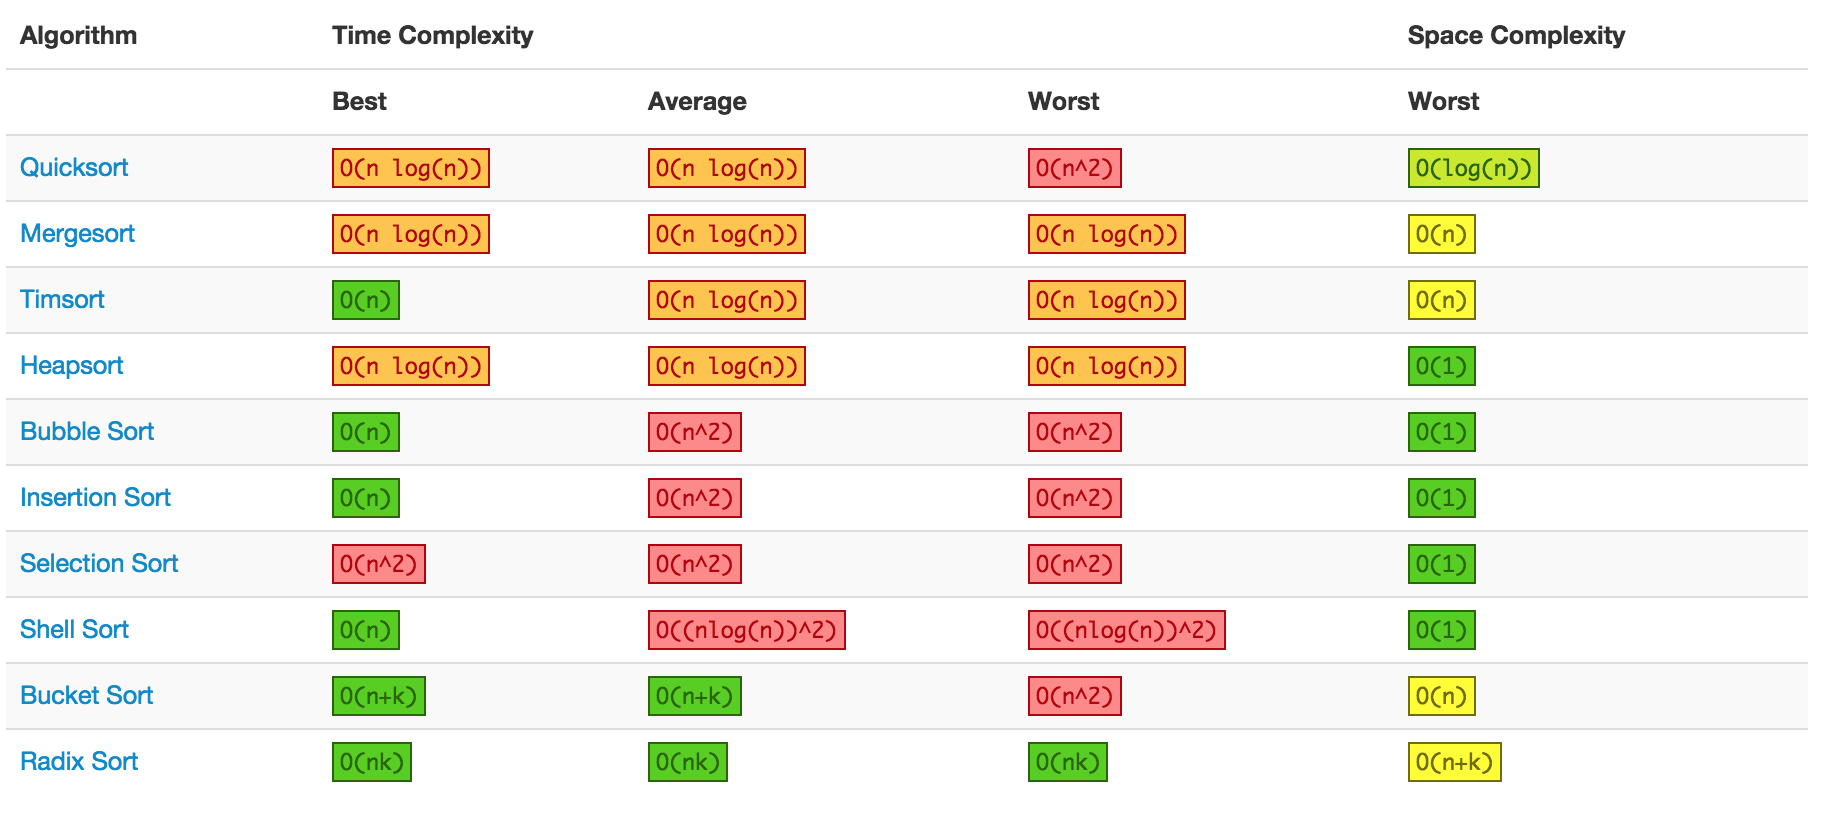 Algorithm Time Complexity Space Complexity
Best Average Worst Worst
Quicksort O(n log(n)) O(n log(n)) O(n^2) O(log(n))
Mergesort O(n log(n)) O(n log(n)) O(n log(n)) O(n)
Timsort O(n) O(n log(n)) O(n log(n)) O(n)
Heapsort O(n log(n)) O(n log(n)) O(n log(n)) O(1)
Bubble Sort O(n) O(n^2) O(n^2) O(1)
Insertion Sort O(n) O(n^2) O(n^2) O(1)
Selection Sort O(n^2) O(n^2) O(n^2) O(1)
Shell Sort O(n) O((nlog(n))^2) O((nlog(n))^2) O(1)
Bucket Sort O(n+k) O(n+k) O(n^2) O(n)
Radix Sort O(nk) O(nk) O(nk) O(n+k)